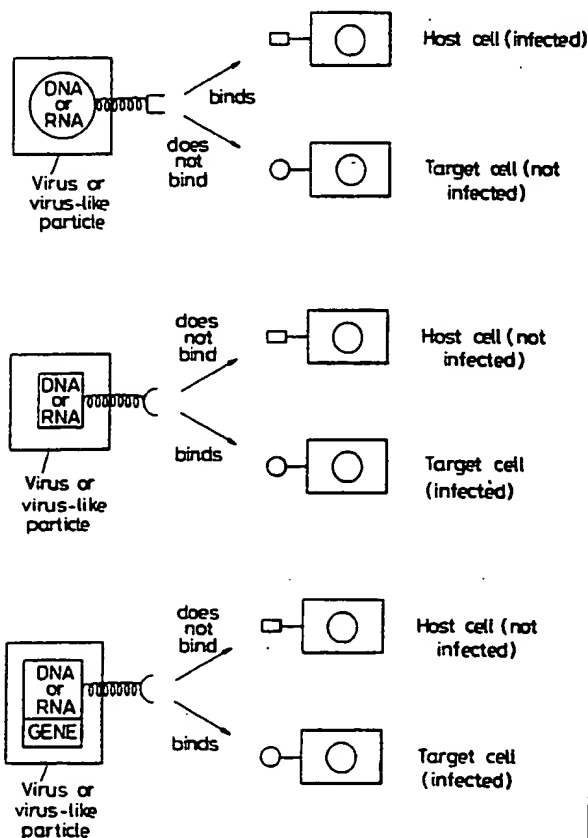 Host cell (infected)
DNA
or
RNA
binds
does
not
bind
Target cell (not
infected)
Virus or
virus-like
particle
does
not
bind
Host cell (not
infected)
DNA
or
RNA
binds
Target cell
(infected)
Virus or
virus-like
particle
does
not
bind
Host cell (not
infected)
DNA
or
RNA
GENE
binds
Target cell
(infected)
Virus or
virus-like
particle